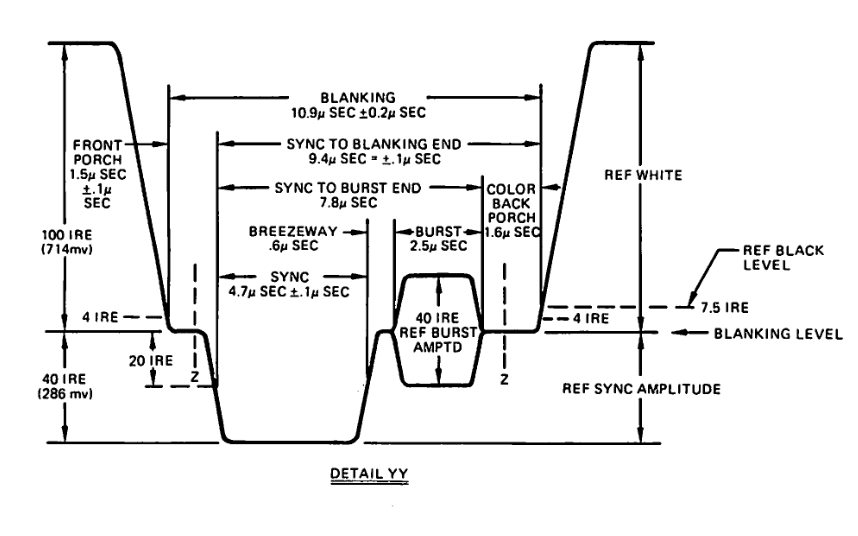 BLANKING
10.9μ SEC ±0.2μ SEC
FRONT
PORCH
1.5μ SEC
±.1μ
SEC
SYNC TO BLANKING END
9.4μ SEC = ±.1μ SEC
SYNC TO BURST END
7.8μ SEC
COLOR
BACK
PORCH
1.6μ SEC
REF WHITE
100 IRE
(714mv)
BREEZEWAY
.6μ SEC
BURST
2.5μ SEC
REF BLACK
LEVEL
SYNC
4.7μ SEC ±.1μ SEC
7.5 IRE
4 IRE
40 IRE
REF BURST
AMPTD
4 IRE
BLANKING LEVEL
20 IRE
40 IRE
(286 mv)
Z
Z
REF SYNC AMPLITUDE
DETAIL YY